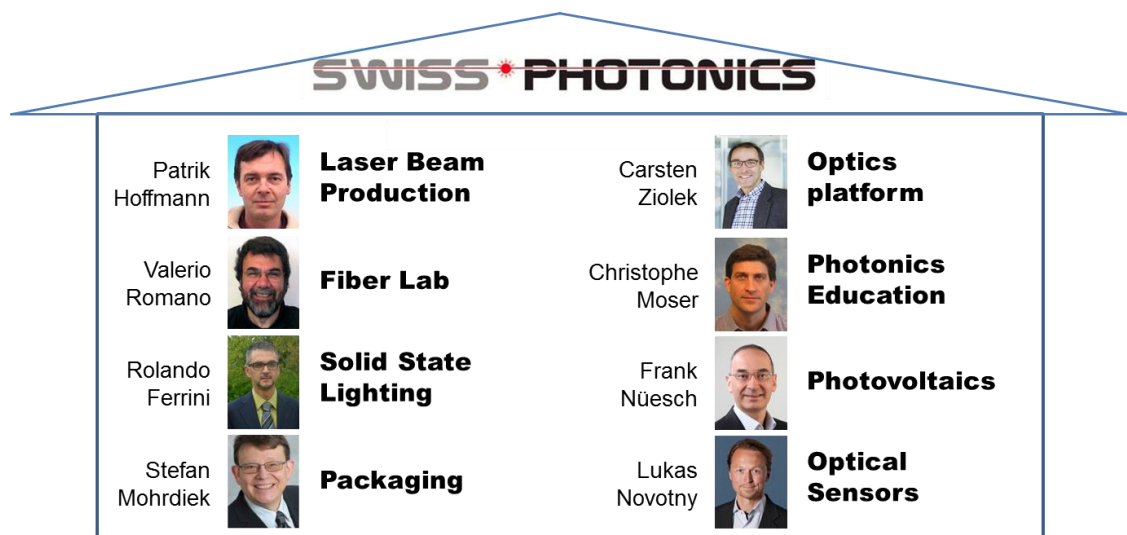 SWISS PHOTONICS
Patrik
Hoffmann
Laser Beam
Production
Carsten
Ziolek
Optics
platform
Valerio
Romano
Fiber Lab
Christophe
Moser
Photonics
Education
Rolando
Ferrini
Solid State
Lighting
Frank
Nüesch
Photovoltaics
Stefan
Mohrdiek
Packaging
Lukas
Novotny
Optical
Sensors